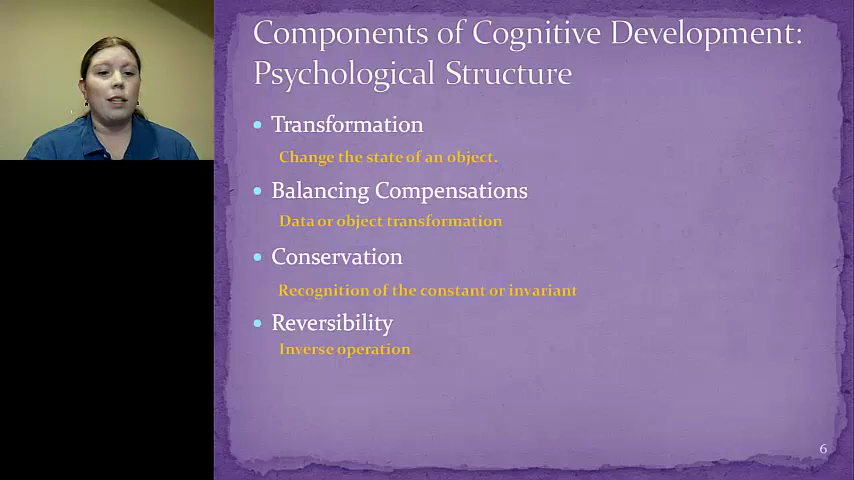 Components of Cognitive Development:
Psychological Structure
• Transformation
Change the state of an object.
• Balancing Compensations
Data or object transformation
• Conservation
Recognition of the constant or invariant
• Reversibility
Inverse operation
6